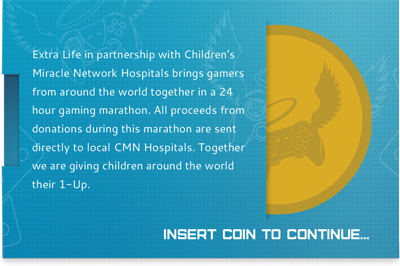 Extra Life in partnership with Children's
Miracle Network Hospitals brings gamers
from around the world together in a 24
hour gaming marathon. All proceeds from
donations during this marathon are sent
directly to local CMN Hospitals. Together
we are giving children around the world
their 1-Up.
INSERT COIN TO CONTINUE...